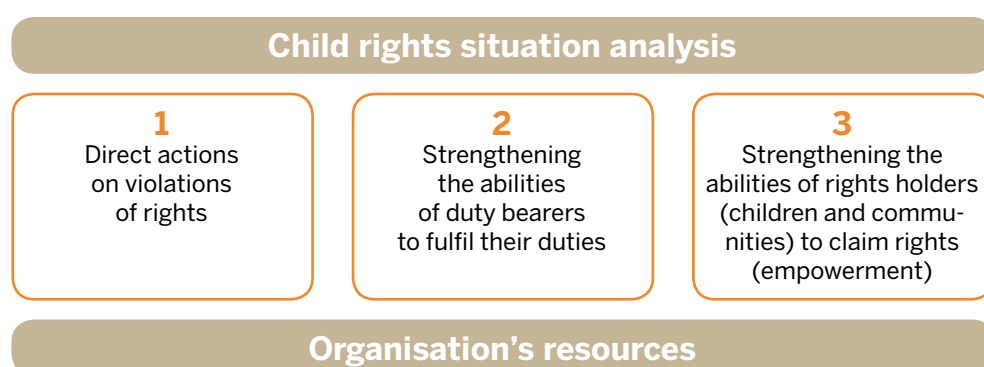 Child rights situation analysis
1
Direct actions
on violations
of rights
2
Strengthening
the abilities
of duty bearers
to fulfil their duties
3
Strengthening the
abilities of rights holders
(children and commu-
nities) to claim rights
(empowerment)
Organisation’s resources